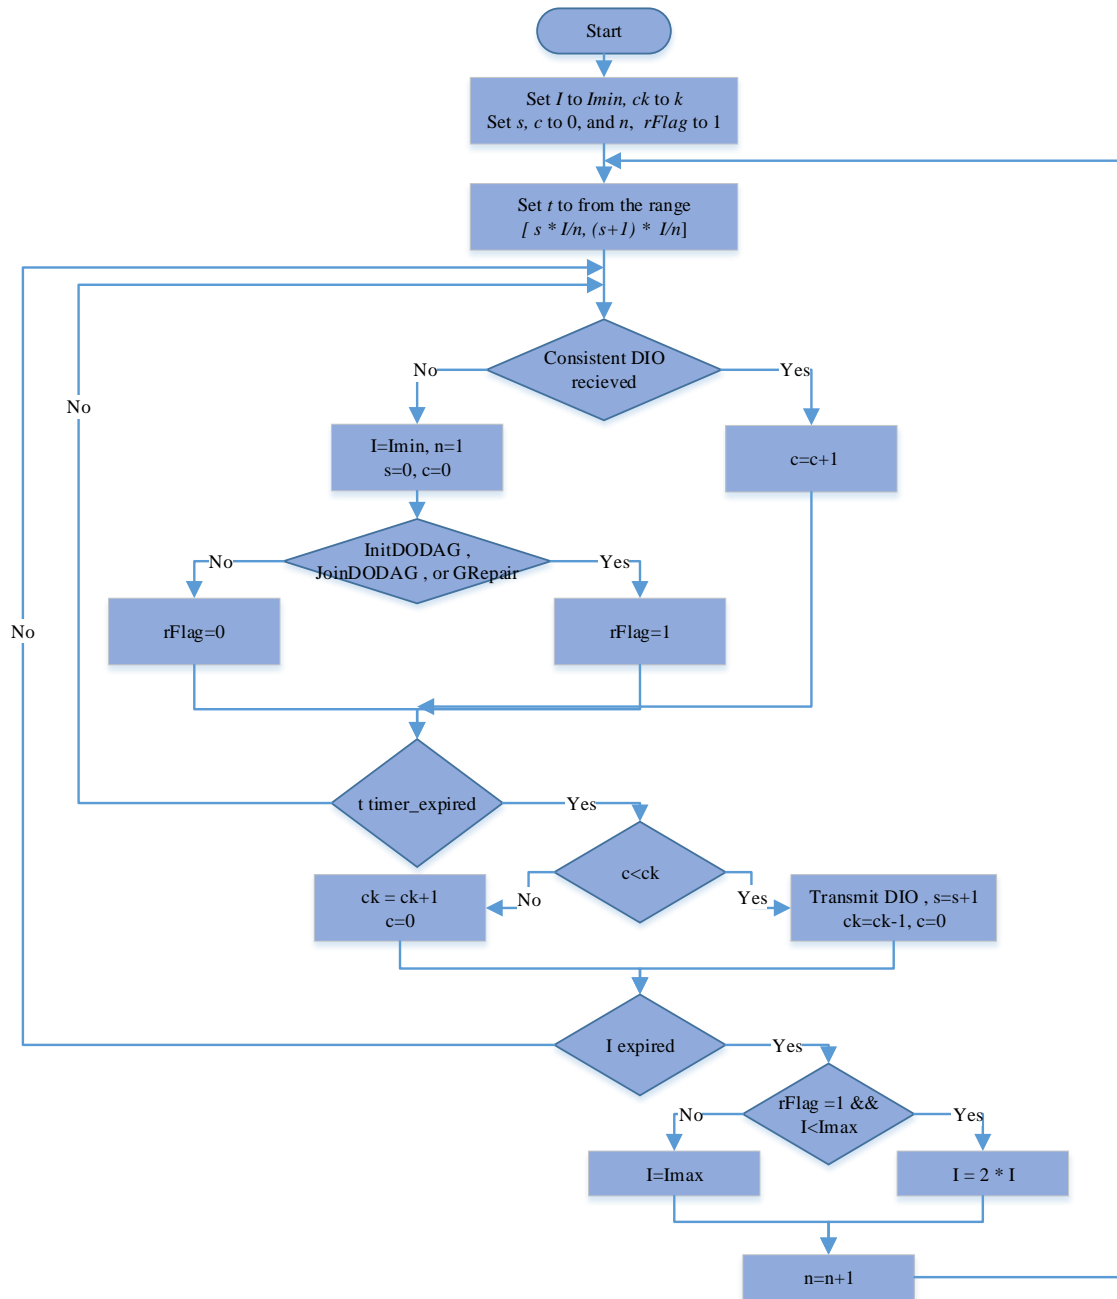 Start
Set I to Imin, ck to k
Set s, c to 0, and n, rFlag to 1
Set t to from the range
[ s * I/n, (s+1) * I/n]
Consistent DIO
recieved
No
Yes
No
I=Imin, n=1
s=0, c=0
c=c+1
InitDODAG ,
JoinDODAG , or GRepair
No
Yes
No
rFlag=0
rFlag=1
t timer_expired
Yes
c<ck
No
Yes
ck = ck+1
c=0
Transmit DIO , s=s+1
ck=ck-1, c=0
I expired
Yes
rFlag =1 &&
I<Imax
No
Yes
I=Imax
I = 2 * I
n=n+1